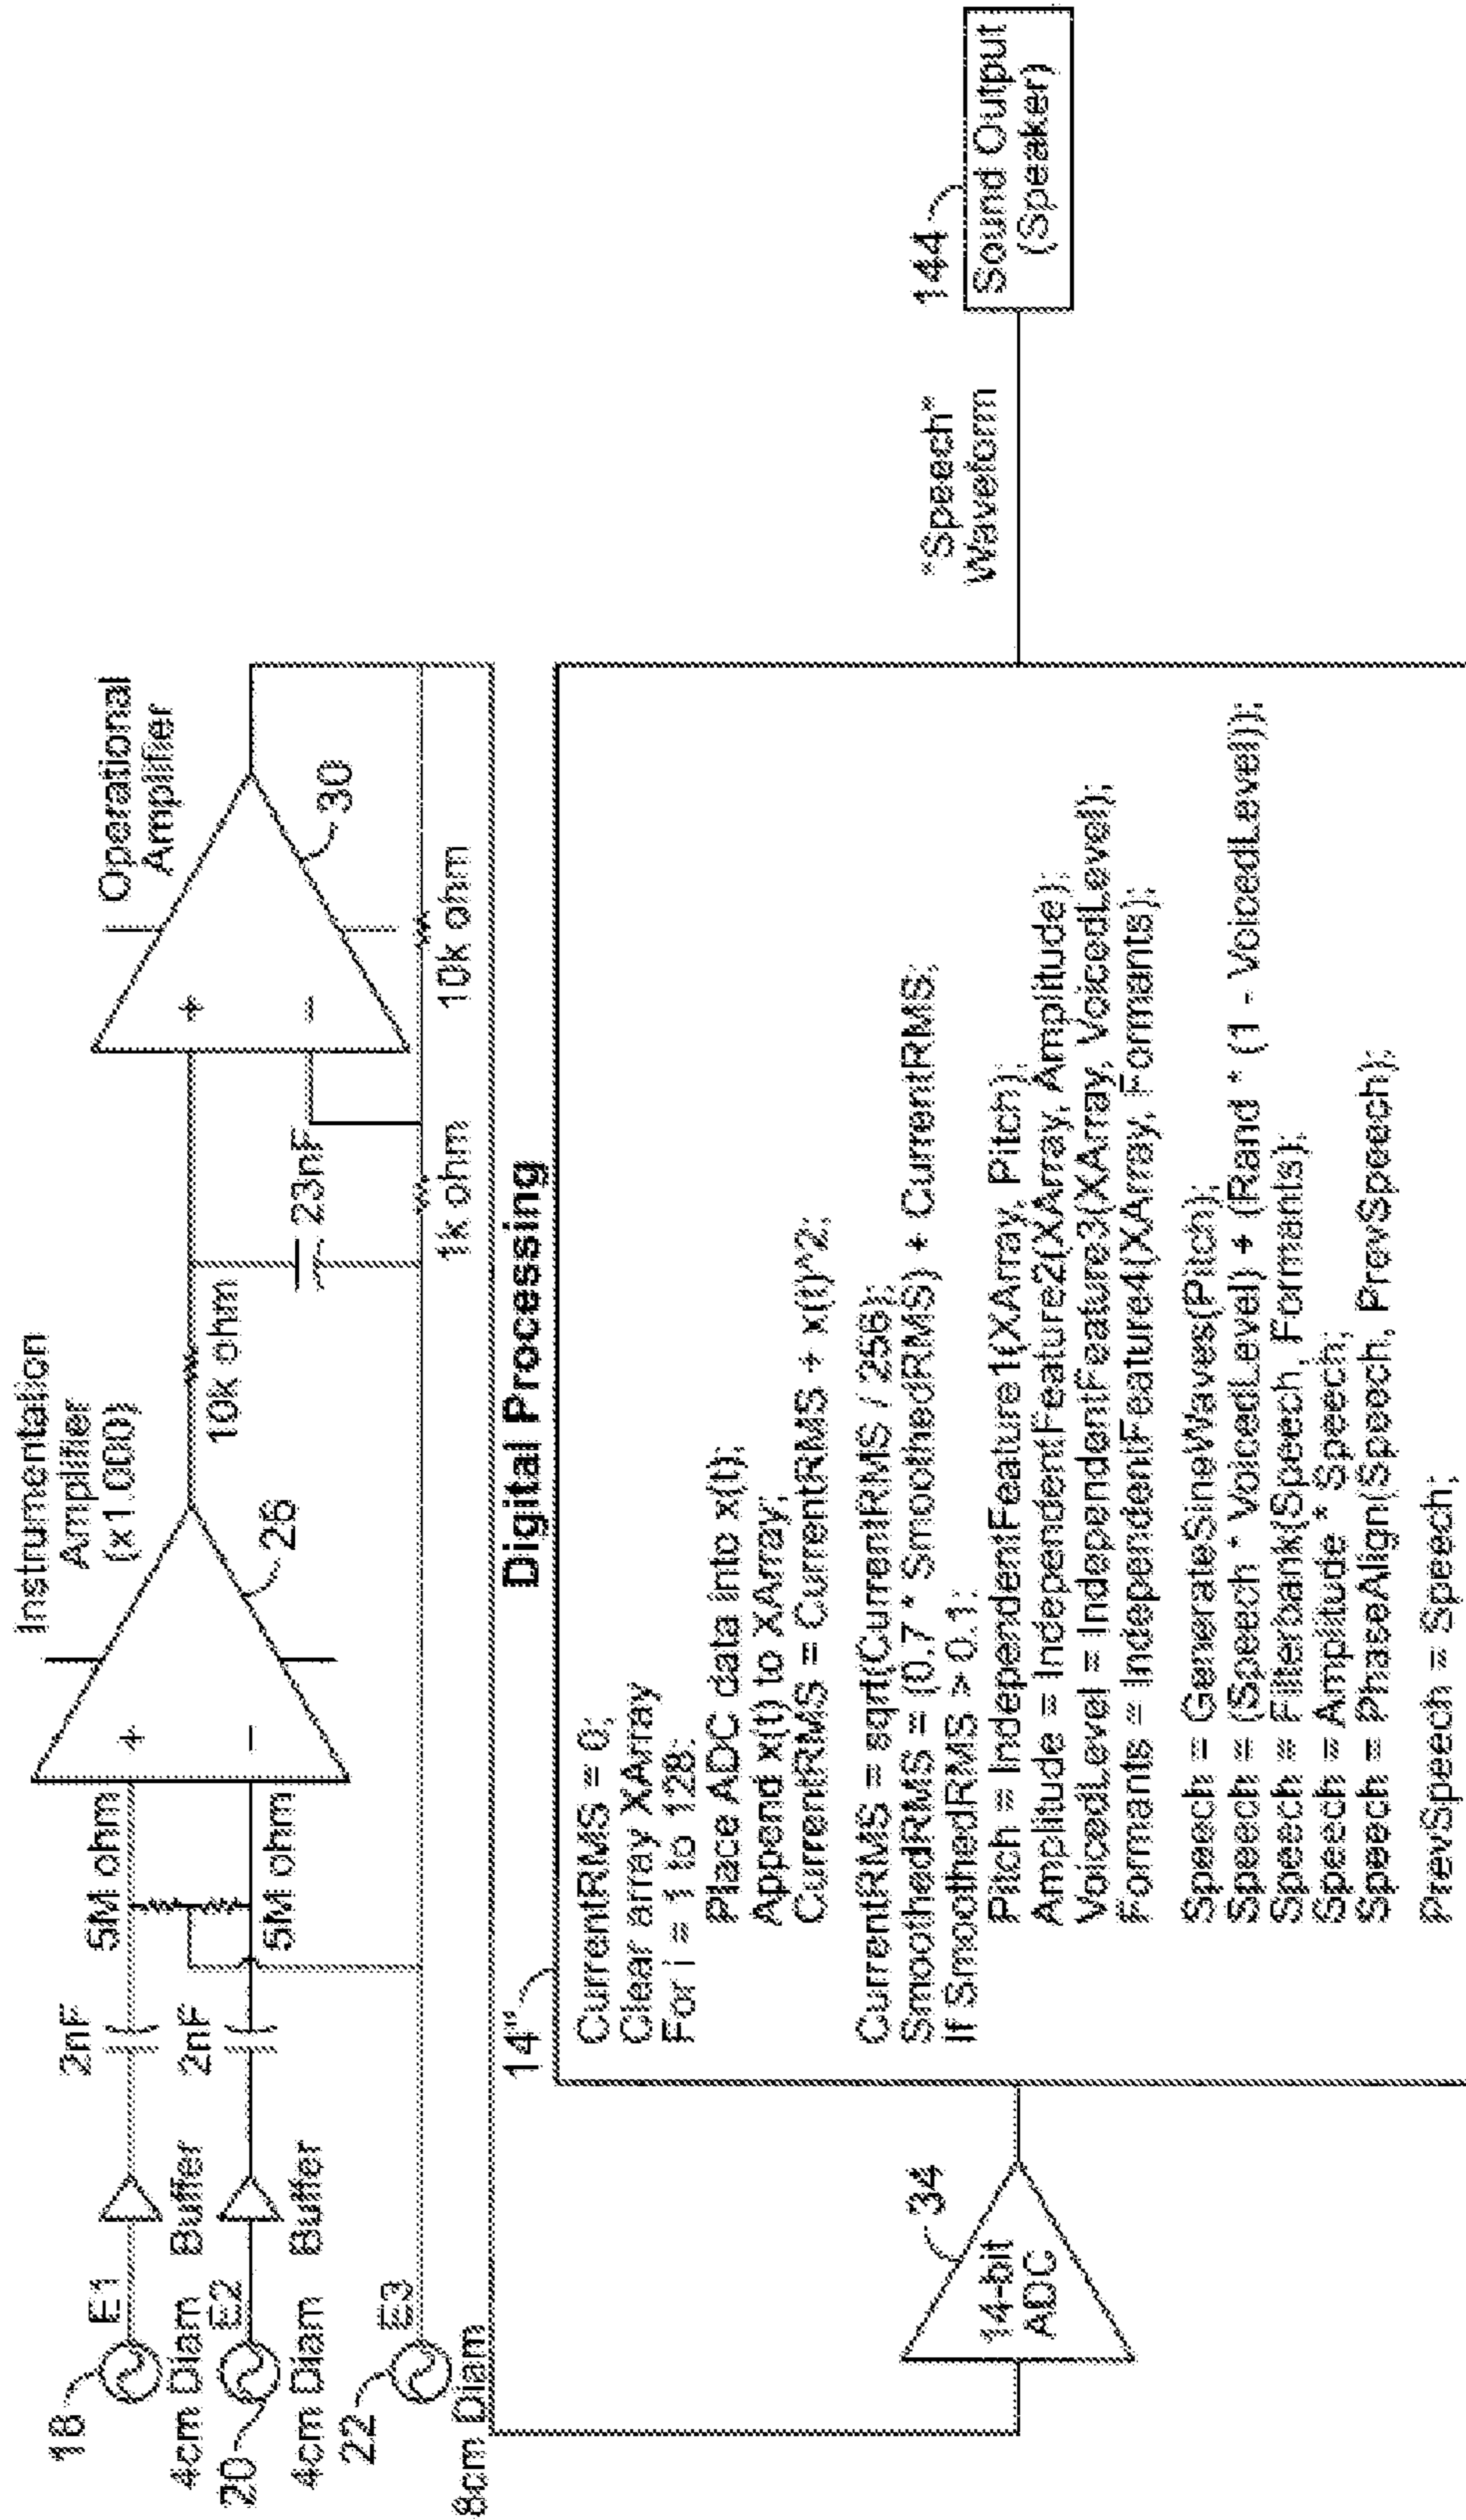 18
E1
4cm Diam
Buffer
2nF
20
E2
4cm Diam
Buffer
2nF
22
E3
8cm Diam
5M ohm
5M ohm
Instrumentation
Amplifier
(x1,000)
+
-
26
10k ohm
23nF
1k ohm
Operational
Amplifier
+
-
30
10k ohm
Digital Processing
14"
34
14-bit
ADC
CurrentRMS = 0;
Clear array XArray
For i = 1 to 128:
Place ADC data into x(t);
Append x(t) to XArray;
CurrentRMS = CurrentRMS + x(t)^2;
CurrentRMS = sqrt(CurrentRMS / 256);
SmoothedRMS = (0.7 * SmoothedRMS) + CurrentRMS;
If SmoothedRMS > 0.1:
Pitch = IndependentFeature1(XArray, Pitch);
Amplitude = IndependentFeature2(XArray, Amplitude);
VoicedLevel = IndependentFeature3(XArray, VoicedLevel);
Formants = IndependentFeature4(XArray, Formants);
Speech = GenerateSineWaves(Pitch);
Speech = (Speech * VoicedLevel) + (Rand * (1 - VoicedLevel));
Speech = Filterbank(Speech, Formants);
Speech = Amplitude * Speech;
Speech = PhaseAlign(Speech, PrevSpeech);
PrevSpeech = Speech;
"Speech"
Waveform
144
Sound Output
(Speaker)